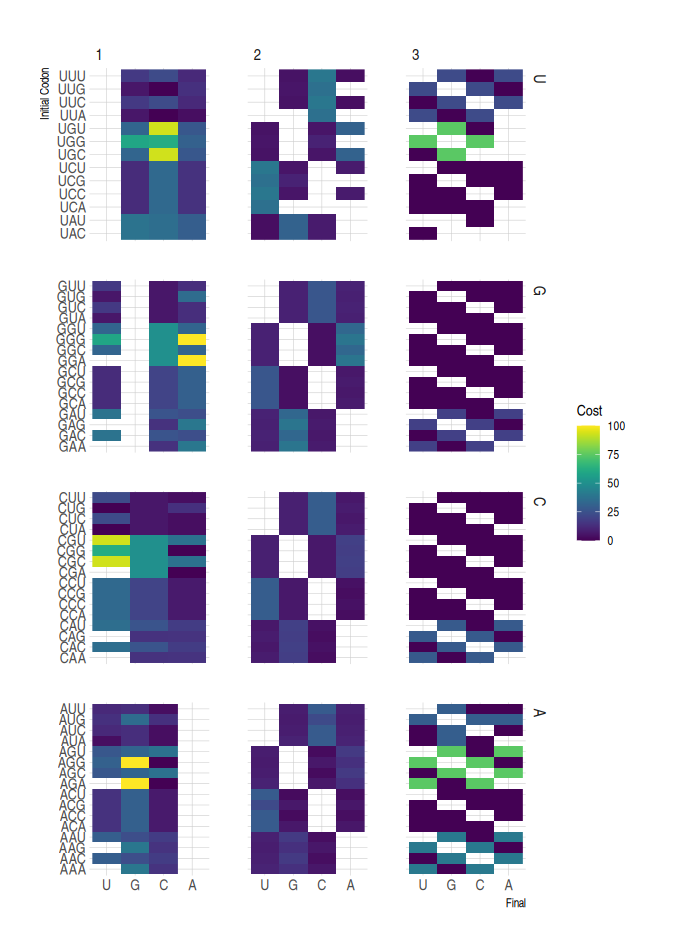 1 2 3
Initial Codon
UUU
UUG
UUC
UUA
UGU
UGG
UGC
UCU
UCG
UCC
UCA
UAU
UAC
U
GUU
GUG
GUC
GUA
GGU
GGG
GGC
GGA
GCU
GCG
GCC
GCA
GAU
GAG
GAC
GAA
G
Cost
100
75
50
25
0
CUU
CUG
CUC
CUA
CGU
CGG
CGC
CGA
CCU
CCG
CCC
CCA
CAU
CAG
CAC
CAA
C
AUU
AUG
AUC
AUA
AGU
AGG
AGC
AGA
ACU
ACG
ACC
ACA
AAU
AAG
AAC
AAA
A
U G C A U G C A U G C A
Final